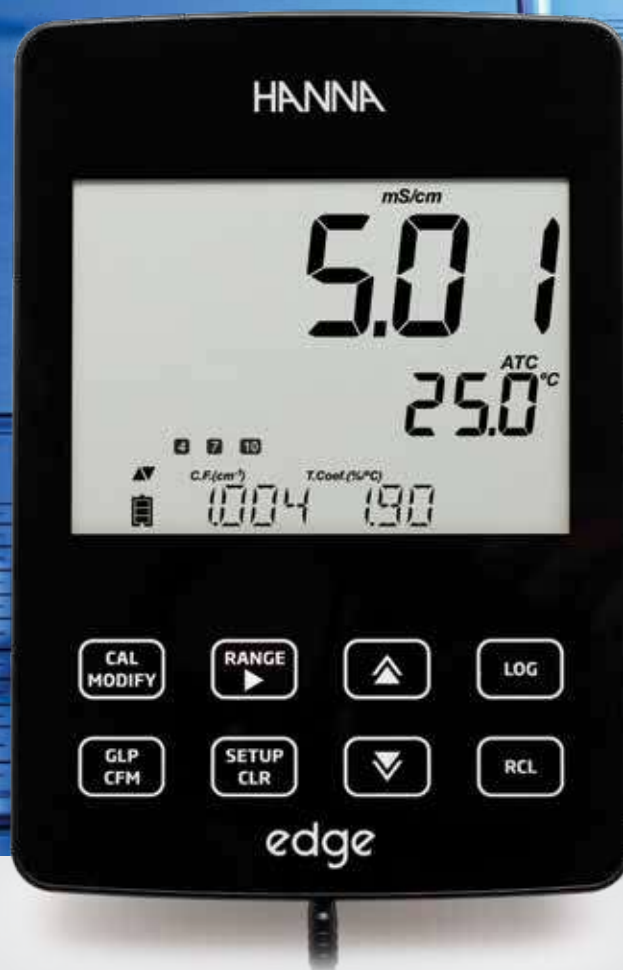 HANNA
mS/cm
5.01
ATC
25.0 °C
4 7 10
C.F.(cm⁻¹) T.Coef.(%/°C)
1.004 1.90
CAL MODIFY
RANGE
LOG
GLP CFM
SETUP CLR
RCL
edge